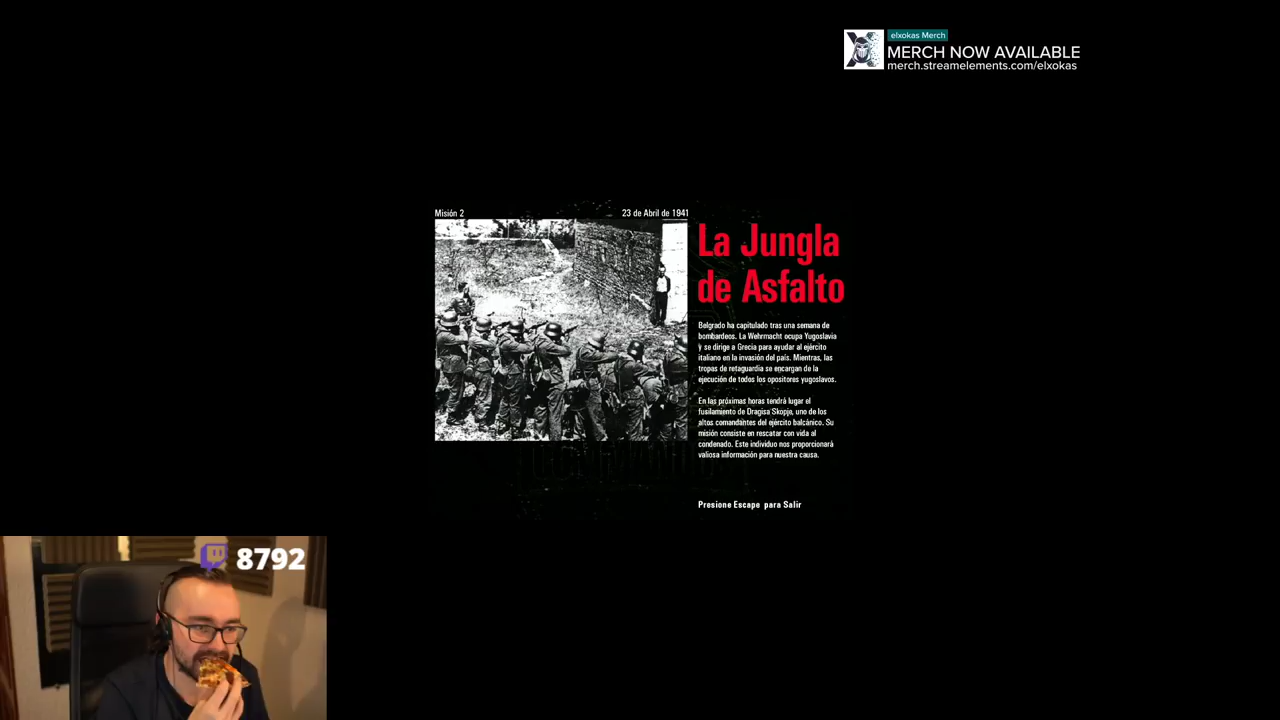 elxokas Merch
MERCH NOW AVAILABLE
merch.streamelements.com/elxokas
Misión 2
23 de Abril de 1941
La Jungla
de Asfalto
Belgrado ha capitulado tras una semana de
bombardeos. La Wehrmacht ocupa Yugoslavia
y se dirige a Grecia para ayudar al ejército
italiano en la invasión del país. Mientras, las
tropas de retaguardia se encargan de la
ejecución de todos los opositores yugoslavos.
En las próximas horas tendrá lugar el
fusilamiento de Dragisa Skopje, uno de los
altos comandantes del ejército balcánico. Su
misión consiste en rescatar con vida al
condenado. Este individuo nos proporcionará
valiosa información para nuestra causa.
Presione Escape para Salir
8792